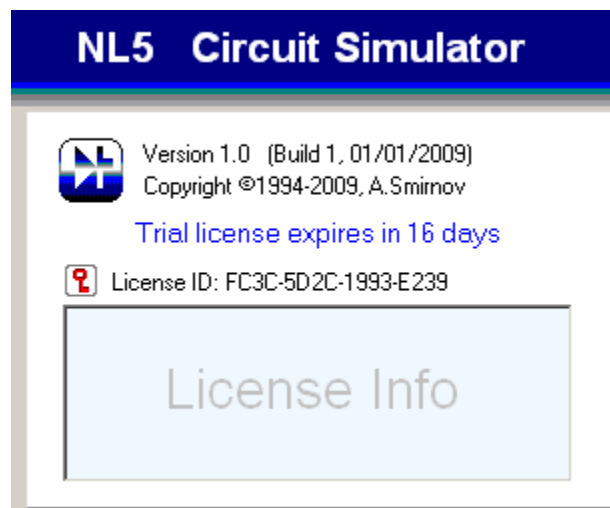 NL5 Circuit Simulator
Version 1.0 (Build 1, 01/01/2009)
Copyright ©1994-2009, A.Smirnov
Trial license expires in 16 days
License ID: FC3C-5D2C-1993-E239
License Info